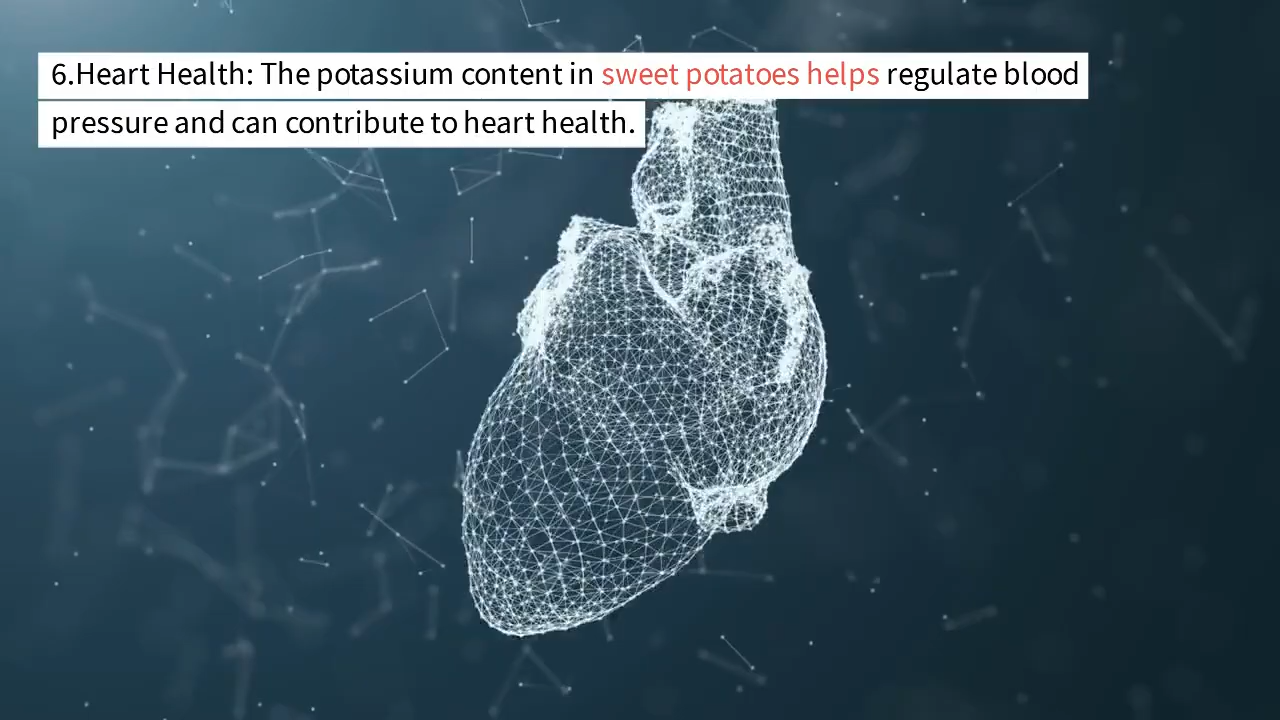 6.Heart Health: The potassium content in sweet potatoes helps regulate blood
pressure and can contribute to heart health.